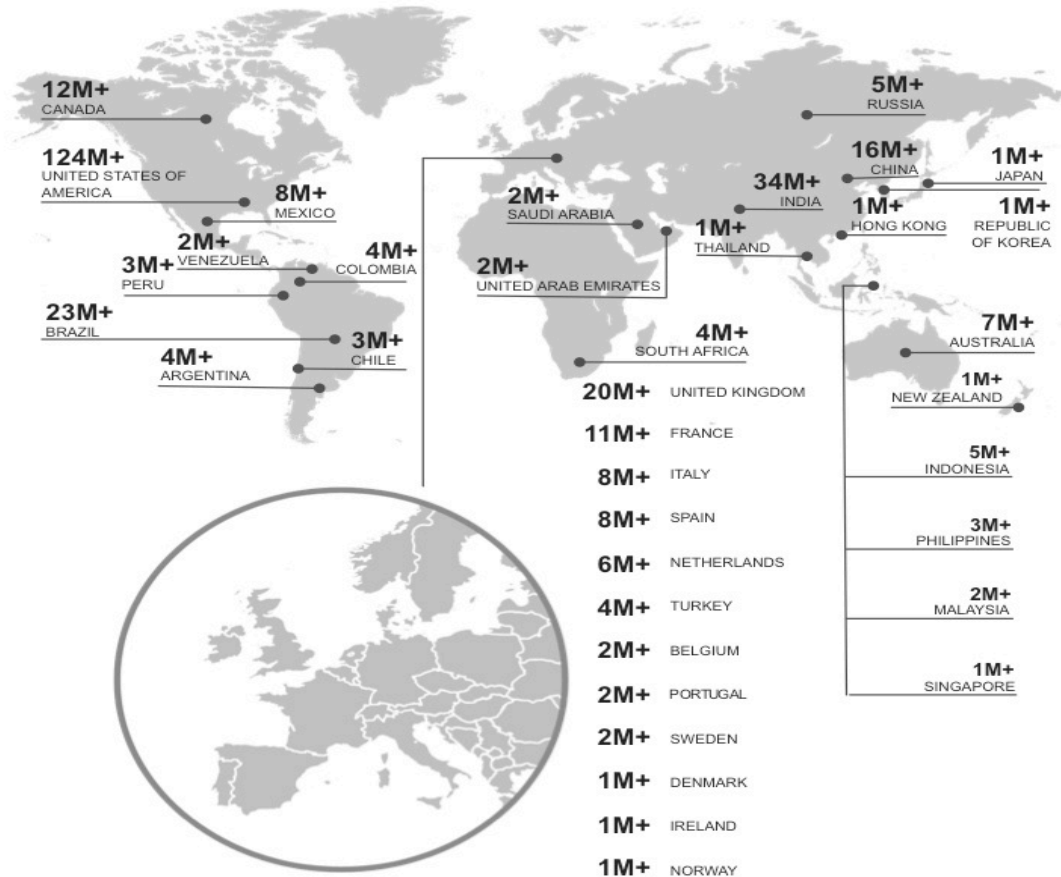 12M+
CANADA
124M+
UNITED STATES OF
AMERICA
8M+
MEXICO
2M+
VENEZUELA
4M+
COLOMBIA
3M+
PERU
23M+
BRAZIL
3M+
CHILE
4M+
ARGENTINA
5M+
RUSSIA
16M+
CHINA
1M+
JAPAN
34M+
INDIA
2M+
SAUDI ARABIA
1M+
HONG KONG
1M+
REPUBLIC
OF KOREA
1M+
THAILAND
2M+
UNITED ARAB EMIRATES
4M+
SOUTH AFRICA
7M+
AUSTRALIA
1M+
NEW ZEALAND
20M+ UNITED KINGDOM
11M+ FRANCE
8M+ ITALY
8M+ SPAIN
6M+ NETHERLANDS
4M+ TURKEY
2M+ BELGIUM
2M+ PORTUGAL
2M+ SWEDEN
1M+ DENMARK
1M+ IRELAND
1M+ NORWAY
5M+
INDONESIA
3M+
PHILIPPINES
2M+
MALAYSIA
1M+
SINGAPORE